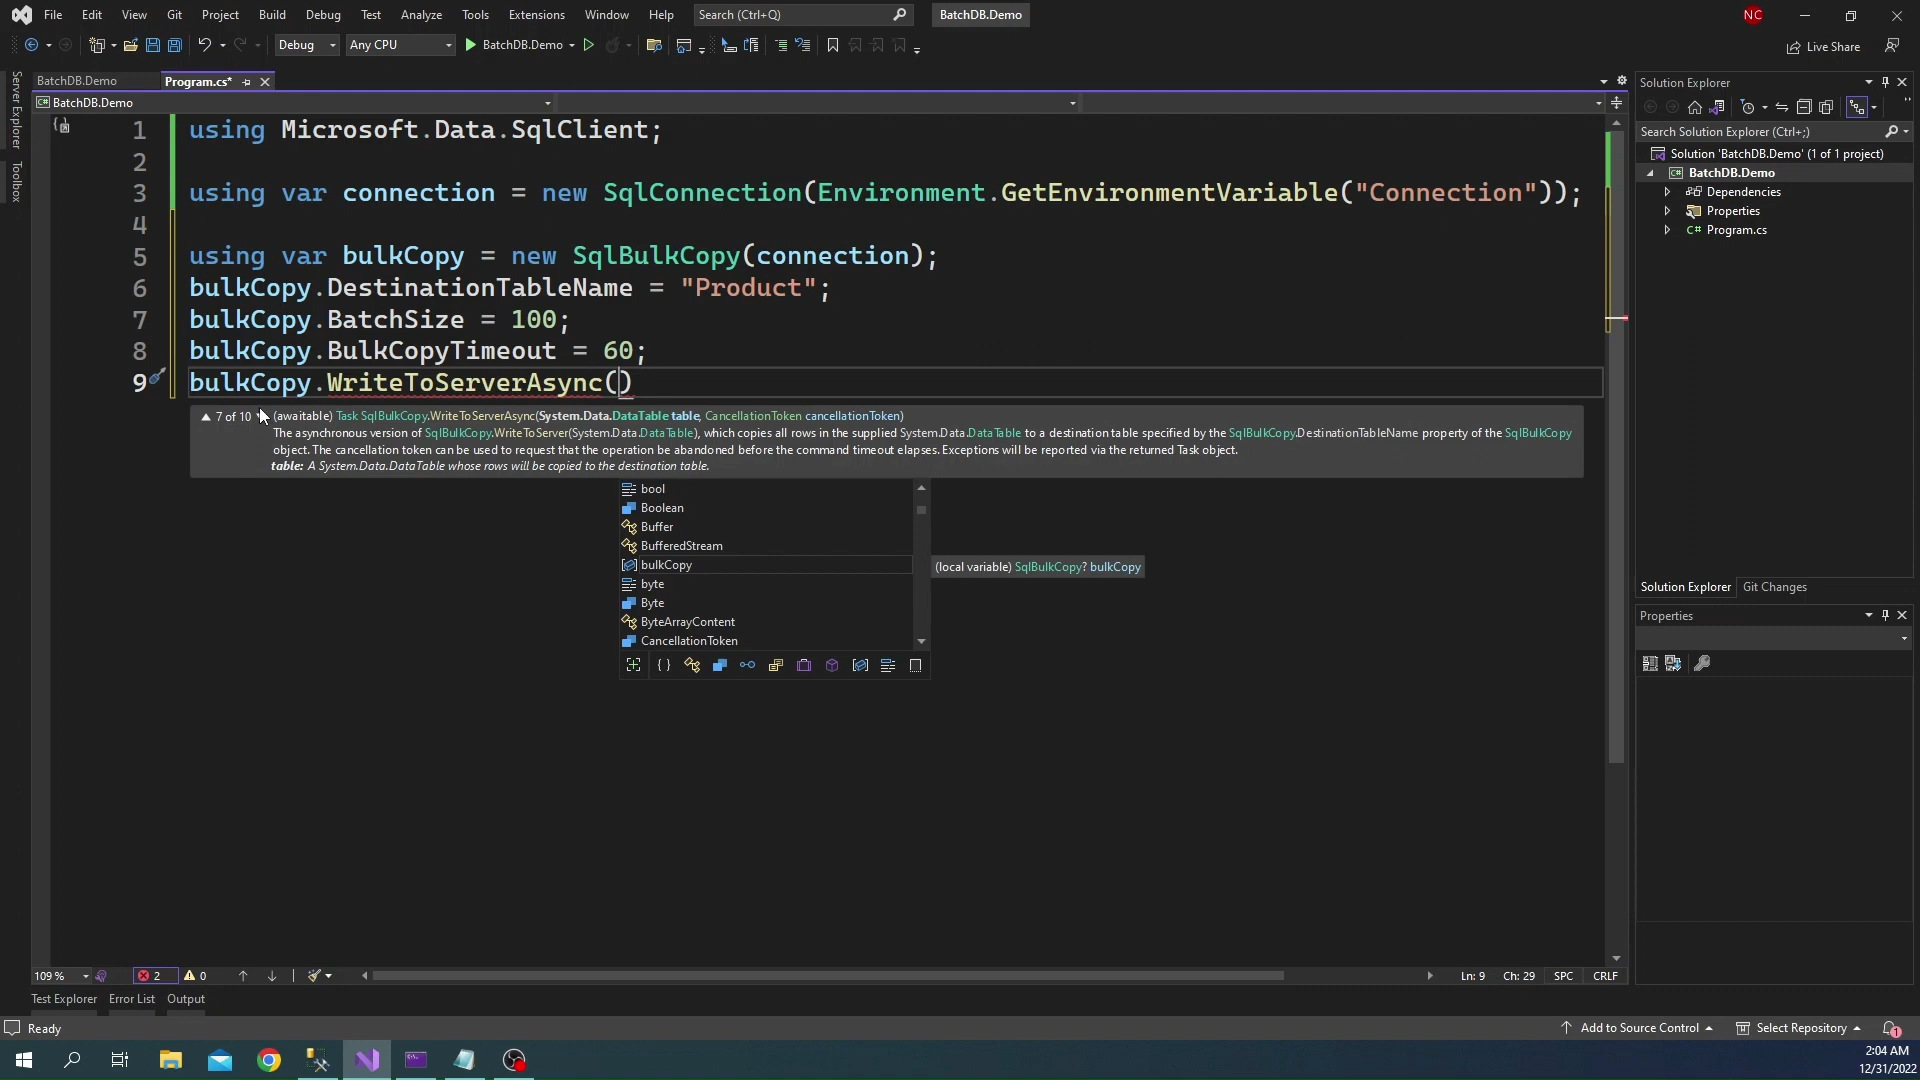 File Edit View Git Project Build Debug Test Analyze Tools Extensions Window Help Search (Ctrl+Q) BatchDB.Demo NC
Debug Any CPU BatchDB.Demo Live Share
Server Explorer
Toolbox
BatchDB.Demo Program.cs*
BatchDB.Demo
1 using Microsoft.Data.SqlClient;
2
3 using var connection = new SqlConnection(Environment.GetEnvironmentVariable("Connection"));
4
5 using var bulkCopy = new SqlBulkCopy(connection);
6 bulkCopy.DestinationTableName = "Product";
7 bulkCopy.BatchSize = 100;
8 bulkCopy.BulkCopyTimeout = 60;
9 bulkCopy.WriteToServerAsync()
7 of 10 (awaitable) Task SqlBulkCopy.WriteToServerAsync(System.Data.DataTable table, CancellationToken cancellationToken)
The asynchronous version of SqlBulkCopy.WriteToServer(System.Data.DataTable), which copies all rows in the supplied System.Data.DataTable to a destination table specified by the SqlBulkCopy.DestinationTableName property of the SqlBulkCopy
object. The cancellation token can be used to request that the operation be abandoned before the command timeout elapses. Exceptions will be reported via the returned Task object.
table: A System.Data.DataTable whose rows will be copied to the destination table.
bool
Boolean
Buffer
BufferedStream
bulkCopy
(local variable) SqlBulkCopy? bulkCopy
byte
Byte
ByteArrayContent
CancellationToken
Solution Explorer
Search Solution Explorer (Ctrl+;)
Solution 'BatchDB.Demo' (1 of 1 project)
BatchDB.Demo
Dependencies
Properties
C# Program.cs
Solution Explorer Git Changes
Properties
109 % 2 0 Ln: 9 Ch: 29 SPC CRLF
Test Explorer Error List Output
Ready Add to Source Control Select Repository 1
2:04 AM
12/31/2022